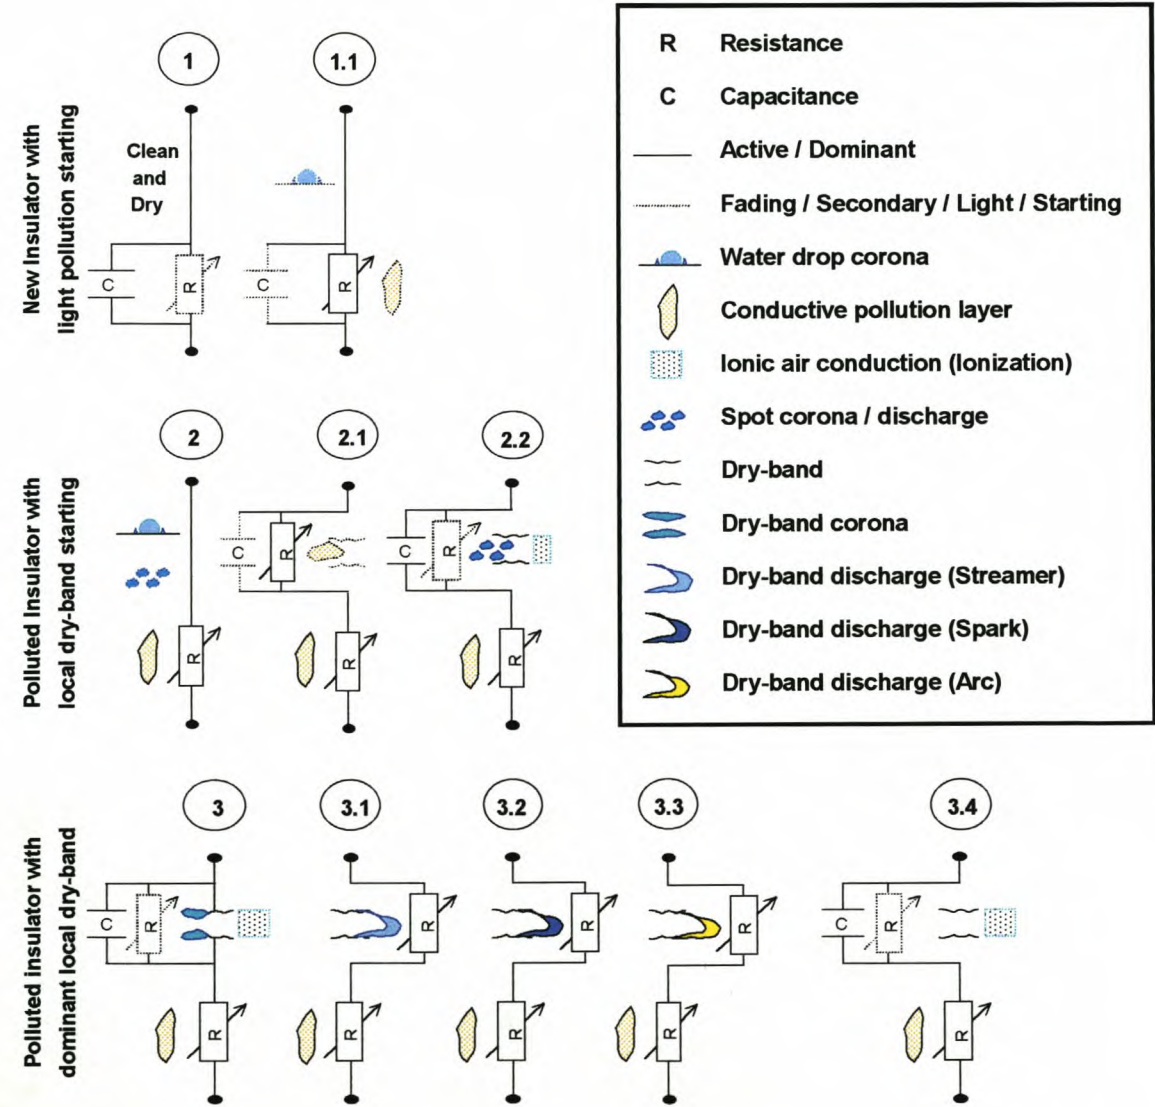 1
1.1
New Insulator with
light pollution starting
Clean
and
Dry
C
R
C
R
2
2.1
2.2
Polluted Insulator with
local dry-band starting
R
C
R
R
C
R
R
3
3.1
3.2
3.3
3.4
Polluted insulator with
dominant local dry-band
C
R
R
R
R
R
R
R
R
C
R
R
R Resistance
C Capacitance
Active / Dominant
Fading / Secondary / Light / Starting
Water drop corona
Conductive pollution layer
Ionic air conduction (Ionization)
Spot corona / discharge
Dry-band
Dry-band corona
Dry-band discharge (Streamer)
Dry-band discharge (Spark)
Dry-band discharge (Arc)